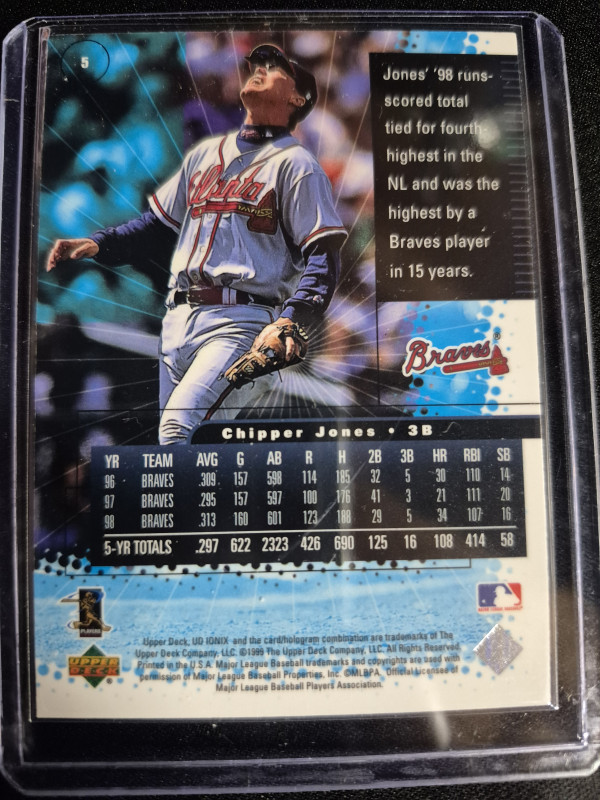 5
Jones' '98 runs-
scored total
tied for fourth-
highest in the
NL and was the
highest by a
Braves player
in 15 years.
Atlanta
Braves®
Chipper Jones • 3B
YR TEAM AVG G AB R H 2B 3B HR RBI SB
96 BRAVES .309 157 598 114 185 32 5 30 110 14
97 BRAVES .295 157 597 100 176 41 3 21 111 20
98 BRAVES .313 160 601 123 188 29 5 34 107 16
5-YR TOTALS .297 622 2323 426 690 125 16 108 414 58
PLAYERS
UPPER
DECK
Upper Deck, UD IONIX and the card/hologram combination are trademarks of The
Upper Deck Company, LLC. ©1999 The Upper Deck Company, LLC. All Rights Reserved.
Printed in the U.S.A. Major League Baseball trademarks and copyrights are used with
permission of Major League Baseball Properties, Inc. ©MLBPA. Official Licensee of
Major League Baseball Players Association.